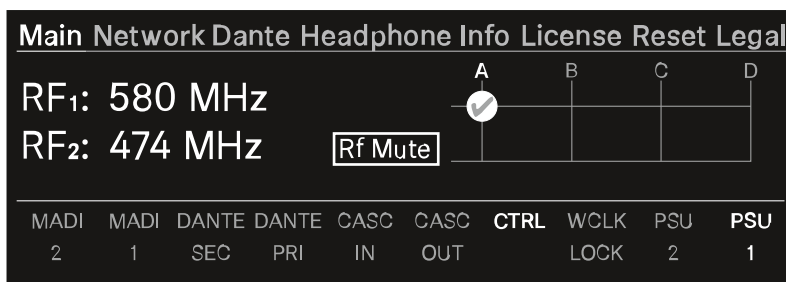 Main Network Dante Headphone Info License Reset Legal
A B C D
RF1: 580 MHz
RF2: 474 MHz Rf Mute
MADI MADI DANTE DANTE CASC CASC CTRL WCLK PSU PSU
2 1 SEC PRI IN OUT LOCK 2 1